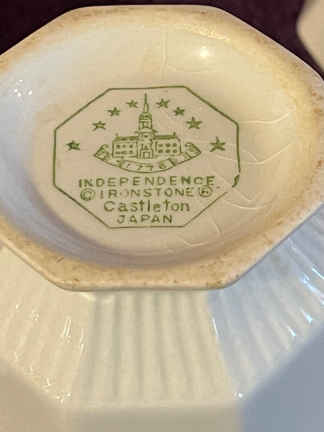 1776
INDEPENDENCE
© IRONSTONE ®
Castleton
JAPAN